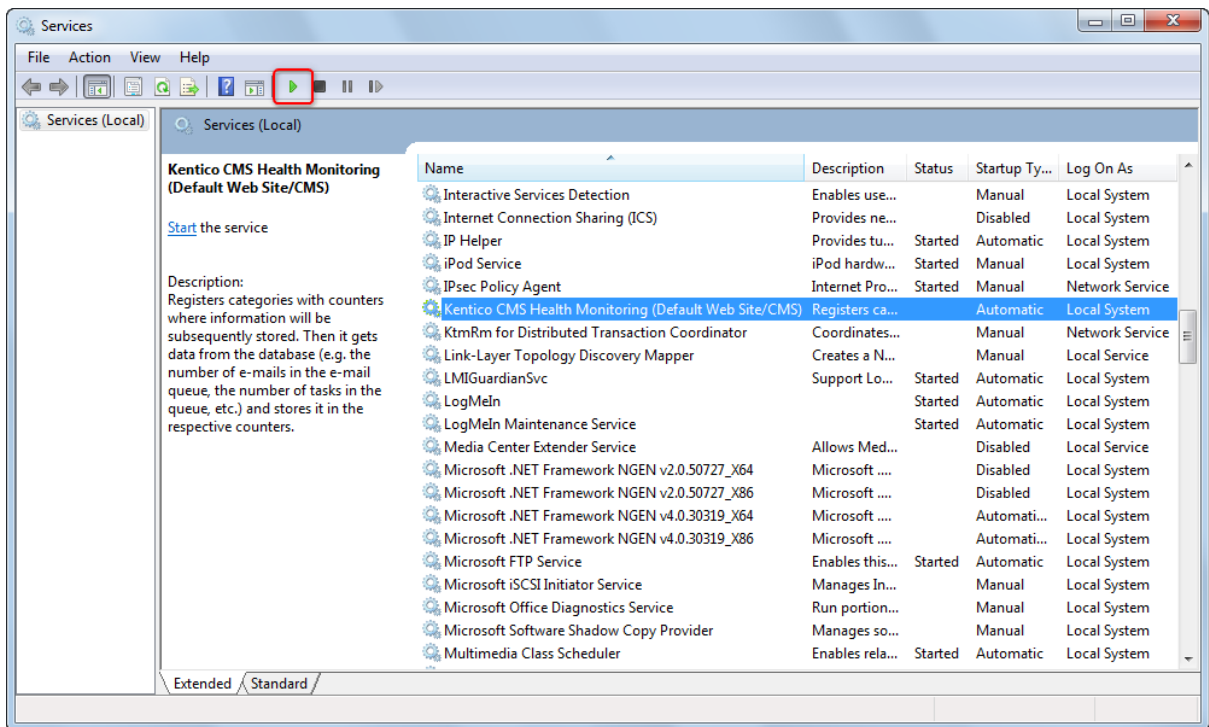 Services
File Action View Help
Services (Local)
Services (Local)
Kentico CMS Health Monitoring
(Default Web Site/CMS)
Start the service
Description:
Registers categories with counters
where information will be
subsequently stored. Then it gets
data from the database (e.g. the
number of e-mails in the e-mail
queue, the number of tasks in the
queue, etc.) and stores it in the
respective counters.
Name Description Status Startup Ty... Log On As
Interactive Services Detection Enables use... Manual Local System
Internet Connection Sharing (ICS) Provides ne... Disabled Local System
IP Helper Provides tu... Started Automatic Local System
iPod Service iPod hardw... Started Manual Local System
IPsec Policy Agent Internet Pro... Started Manual Network Service
Kentico CMS Health Monitoring (Default Web Site/CMS) Registers ca... Automatic Local System
KtmRm for Distributed Transaction Coordinator Coordinates... Manual Network Service
Link-Layer Topology Discovery Mapper Creates a N... Manual Local Service
LMIGuardianSvc Support Lo... Started Automatic Local System
LogMeIn Started Automatic Local System
LogMeIn Maintenance Service Started Automatic Local System
Media Center Extender Service Allows Med... Disabled Local Service
Microsoft .NET Framework NGEN v2.0.50727_X64 Microsoft .... Disabled Local System
Microsoft .NET Framework NGEN v2.0.50727_X86 Microsoft .... Disabled Local System
Microsoft .NET Framework NGEN v4.0.30319_X64 Microsoft .... Automati... Local System
Microsoft .NET Framework NGEN v4.0.30319_X86 Microsoft .... Automati... Local System
Microsoft FTP Service Enables this... Started Automatic Local System
Microsoft iSCSI Initiator Service Manages In... Manual Local System
Microsoft Office Diagnostics Service Run portion... Manual Local System
Microsoft Software Shadow Copy Provider Manages so... Manual Local System
Multimedia Class Scheduler Enables rela... Started Automatic Local System
Extended Standard